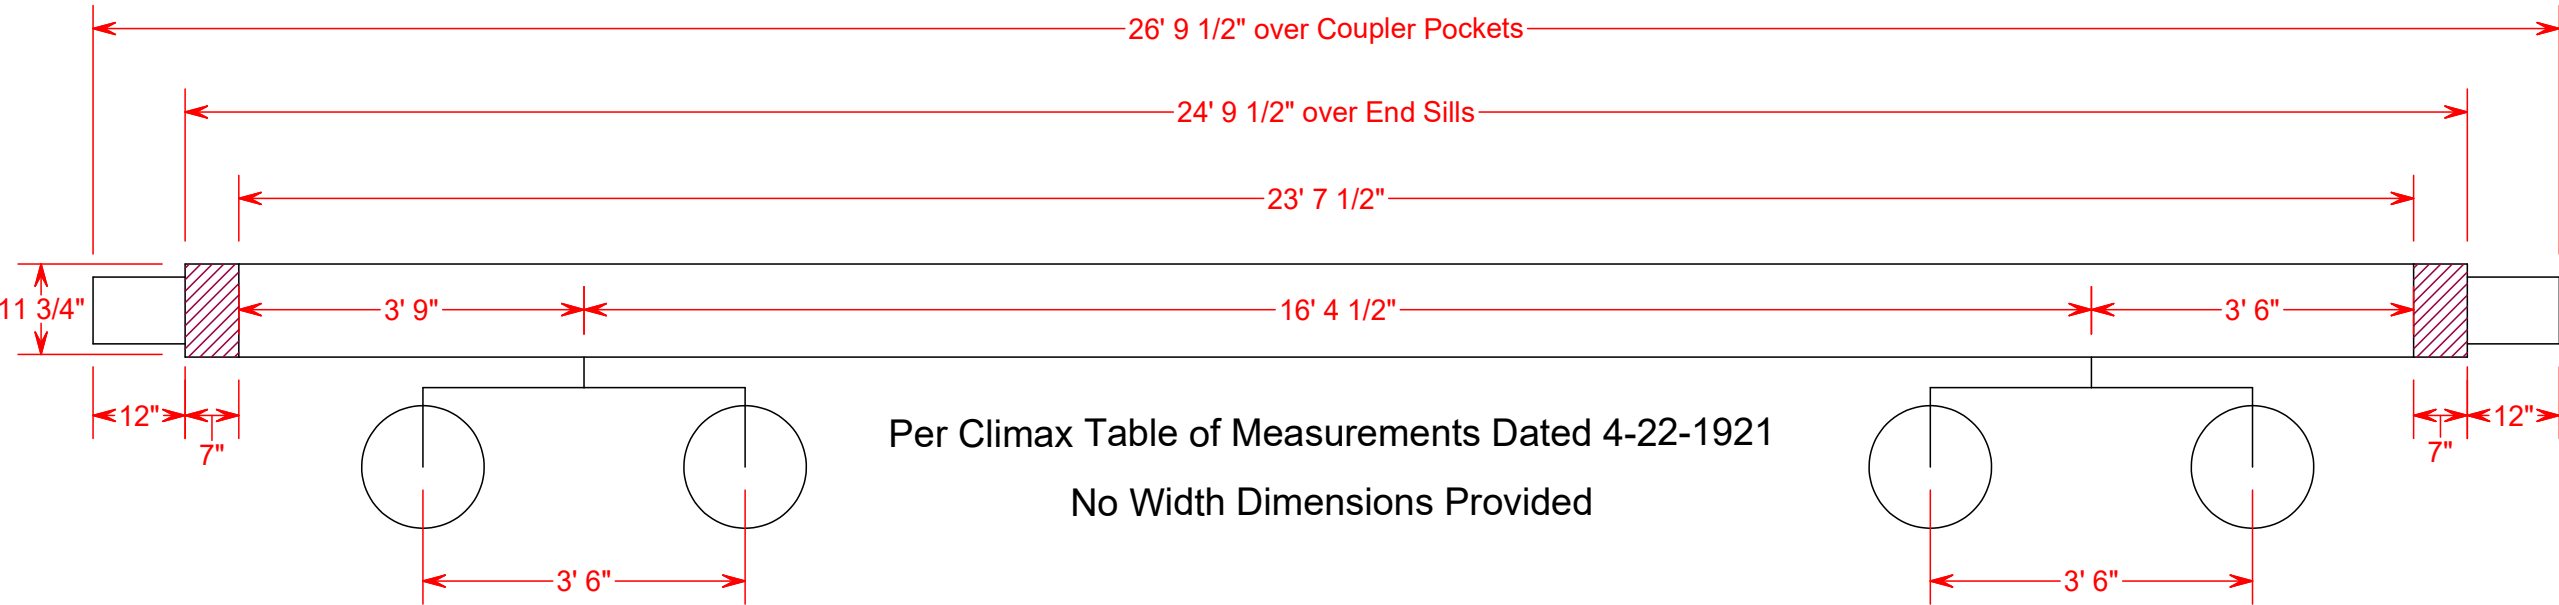 26' 9 1/2" over Coupler Pockets
24' 9 1/2" over End Sills
23' 7 1/2"
11 3/4"
3' 9"
16' 4 1/2"
3' 6"
12"
7"
Per Climax Table of Measurements Dated 4-22-1921
No Width Dimensions Provided
7"
12"
3' 6"
3' 6"